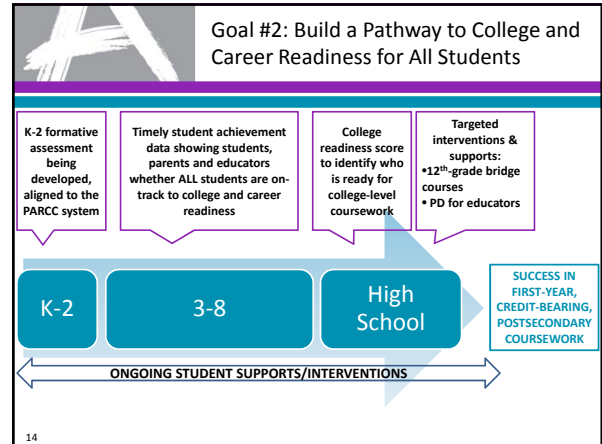 Goal #2: Build a Pathway to College and
Career Readiness for All Students
K-2 formative
assessment
being
developed,
aligned to the
PARCC system
Timely student achievement
data showing students,
parents and educators
whether ALL students are on-
track to college and career
readiness
College
readiness score
to identify who
is ready for
college-level
coursework
Targeted
interventions &
supports:
•12th-grade bridge
courses
• PD for educators
K-2
3-8
High
School
SUCCESS IN
FIRST-YEAR,
CREDIT-BEARING,
POSTSECONDARY
COURSEWORK
ONGOING STUDENT SUPPORTS/INTERVENTIONS
14